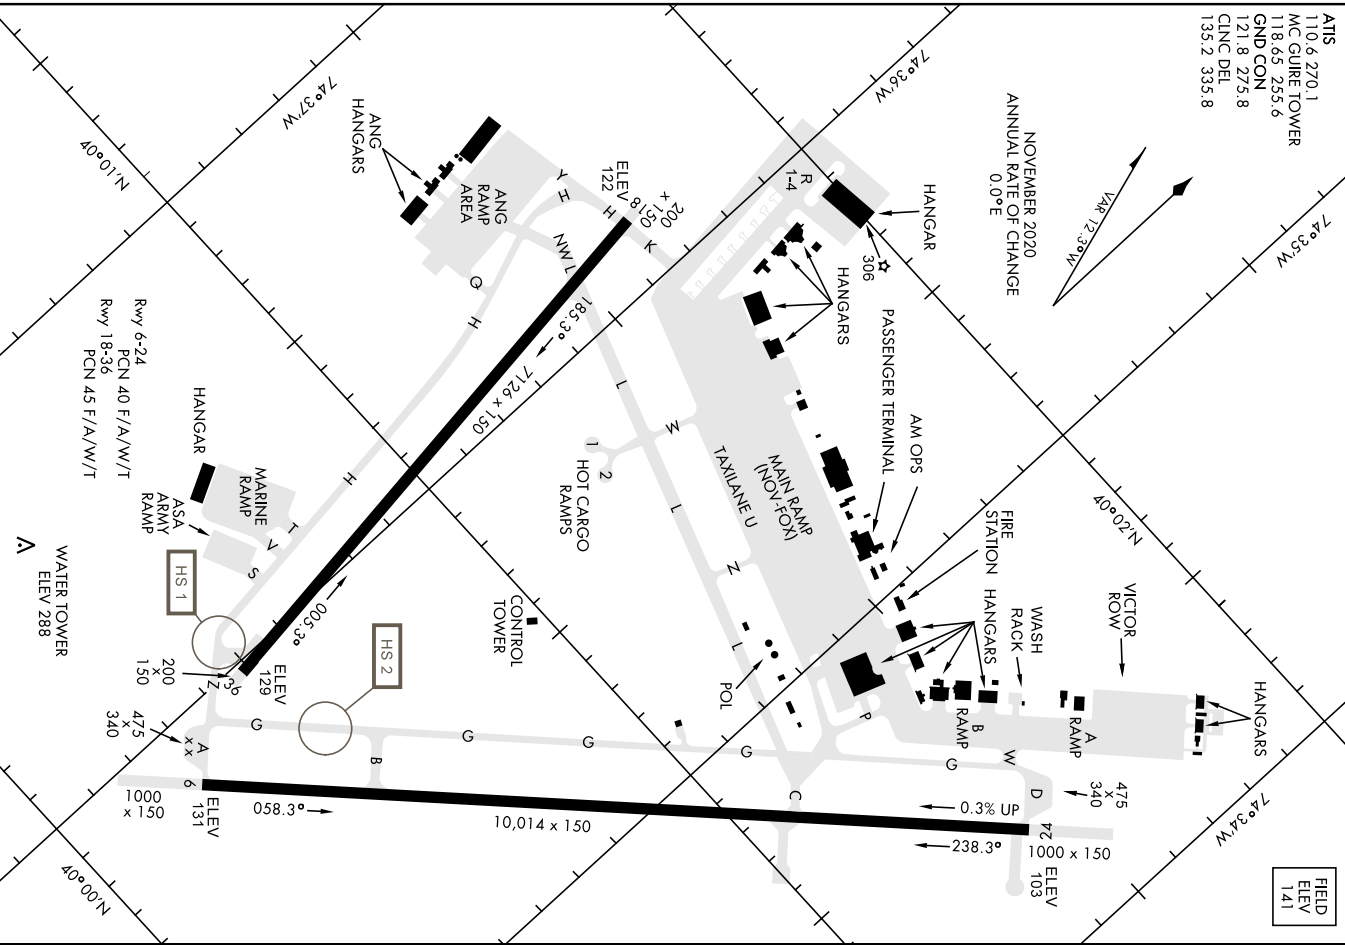 ATIS
110.6 270.1
MC GUIRE TOWER
118.65 255.6
GND CON
121.8 275.8
CLNC DEL
135.2 335.8
NOVEMBER 2020
ANNUAL RATE OF CHANGE
0.0°E
VAR 12.3°W
FIELD
ELEV
141
74°37'W
74°36'W
74°35'W
74°34'W
40°01'N
40°02'N
40°00'N
ANG
HANGARS
ANG
RAMP
AREA
ELEV
122
200
x 150
18
R
1-4
HANGAR
306
HANGARS
PASSENGER TERMINAL
AM OPS
FIRE
STATION
HANGARS
WASH
RACK
VICTOR
ROW
HANGARS
A
RAMP
B
RAMP
MAIN RAMP
(NOV-FOX)
TAXILANE U
Y
H
H
K
NW
L
Q
H
185.3°
7126 x 150
L
W
L
N
L
1
2
HOT CARGO
RAMPS
H
T
V
S
Rwy 6-24
PCN 40 F/A/W/T
Rwy 18-36
PCN 45 F/A/W/T
HANGAR
MARINE
RAMP
ASA
ARMY
RAMP
HS 1
HS 2
WATER TOWER
ELEV 288
CONTROL
TOWER
POL
005.3°
ELEV
129
36
Z
200
x
150
475
x
340
A
x x
G
B
G
G
G
G
P
W
D
C
6
ELEV
131
1000
x 150
058.3°
10,014 x 150
0.3% UP
238.3°
24
1000 x 150
ELEV
103
475
x
340